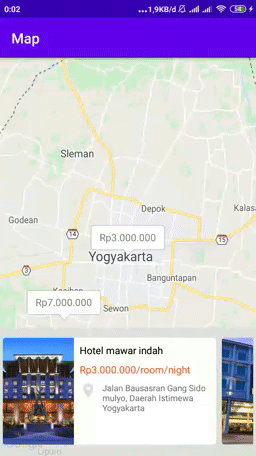 0:02
...1,9KB/d
54
Map
Sleman
Godean
Depok
Kalas
14
15
Rp3.000.000
Yogyakarta
3
Banguntapan
Kasihan
Rp7.000.000
Sewon
Hotel mawar indah
Rp3.000.000/room/night
Jalan Bausasran Gang Sido
mulyo, Daerah Istimewa
Yogyakarta
Lipuro